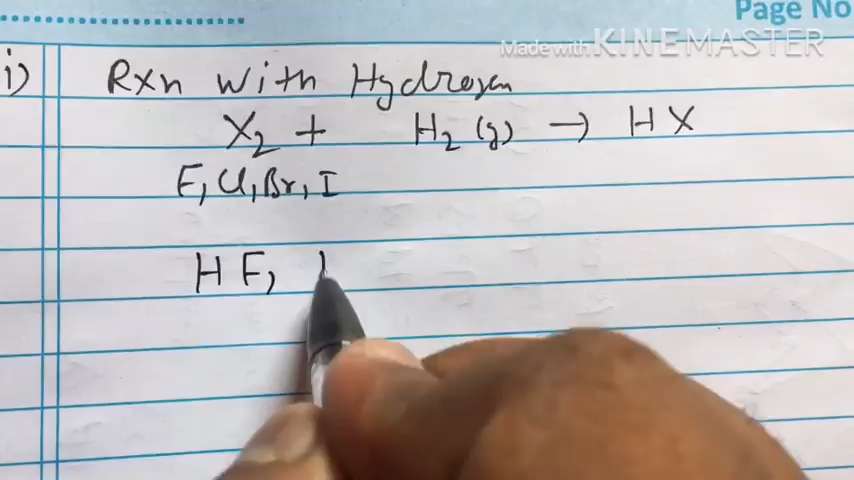 Page No
Made with KINEMASTER
i) Rxn with Hydrogen
X2 + H2 (g) → HX
F, Cl, Br, I
HF,